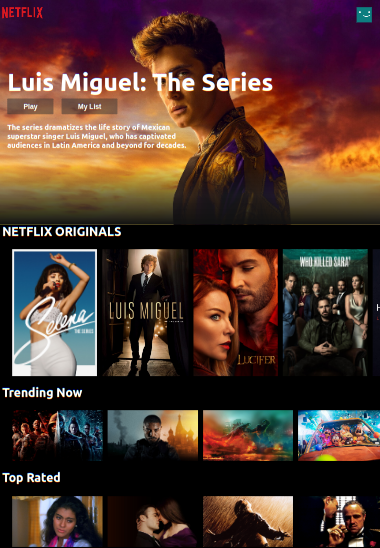 NETFLIX
Luis Miguel: The Series
Play
My List
The series dramatizes the life story of Mexican
superstar singer Luis Miguel, who has captivated
audiences in Latin America and beyond for decades.
NETFLIX ORIGINALS
Selena
THE SERIES
LUIS MIGUEL
LUCIFER
WHO KILLED SARA?
H
Trending Now
Top Rated